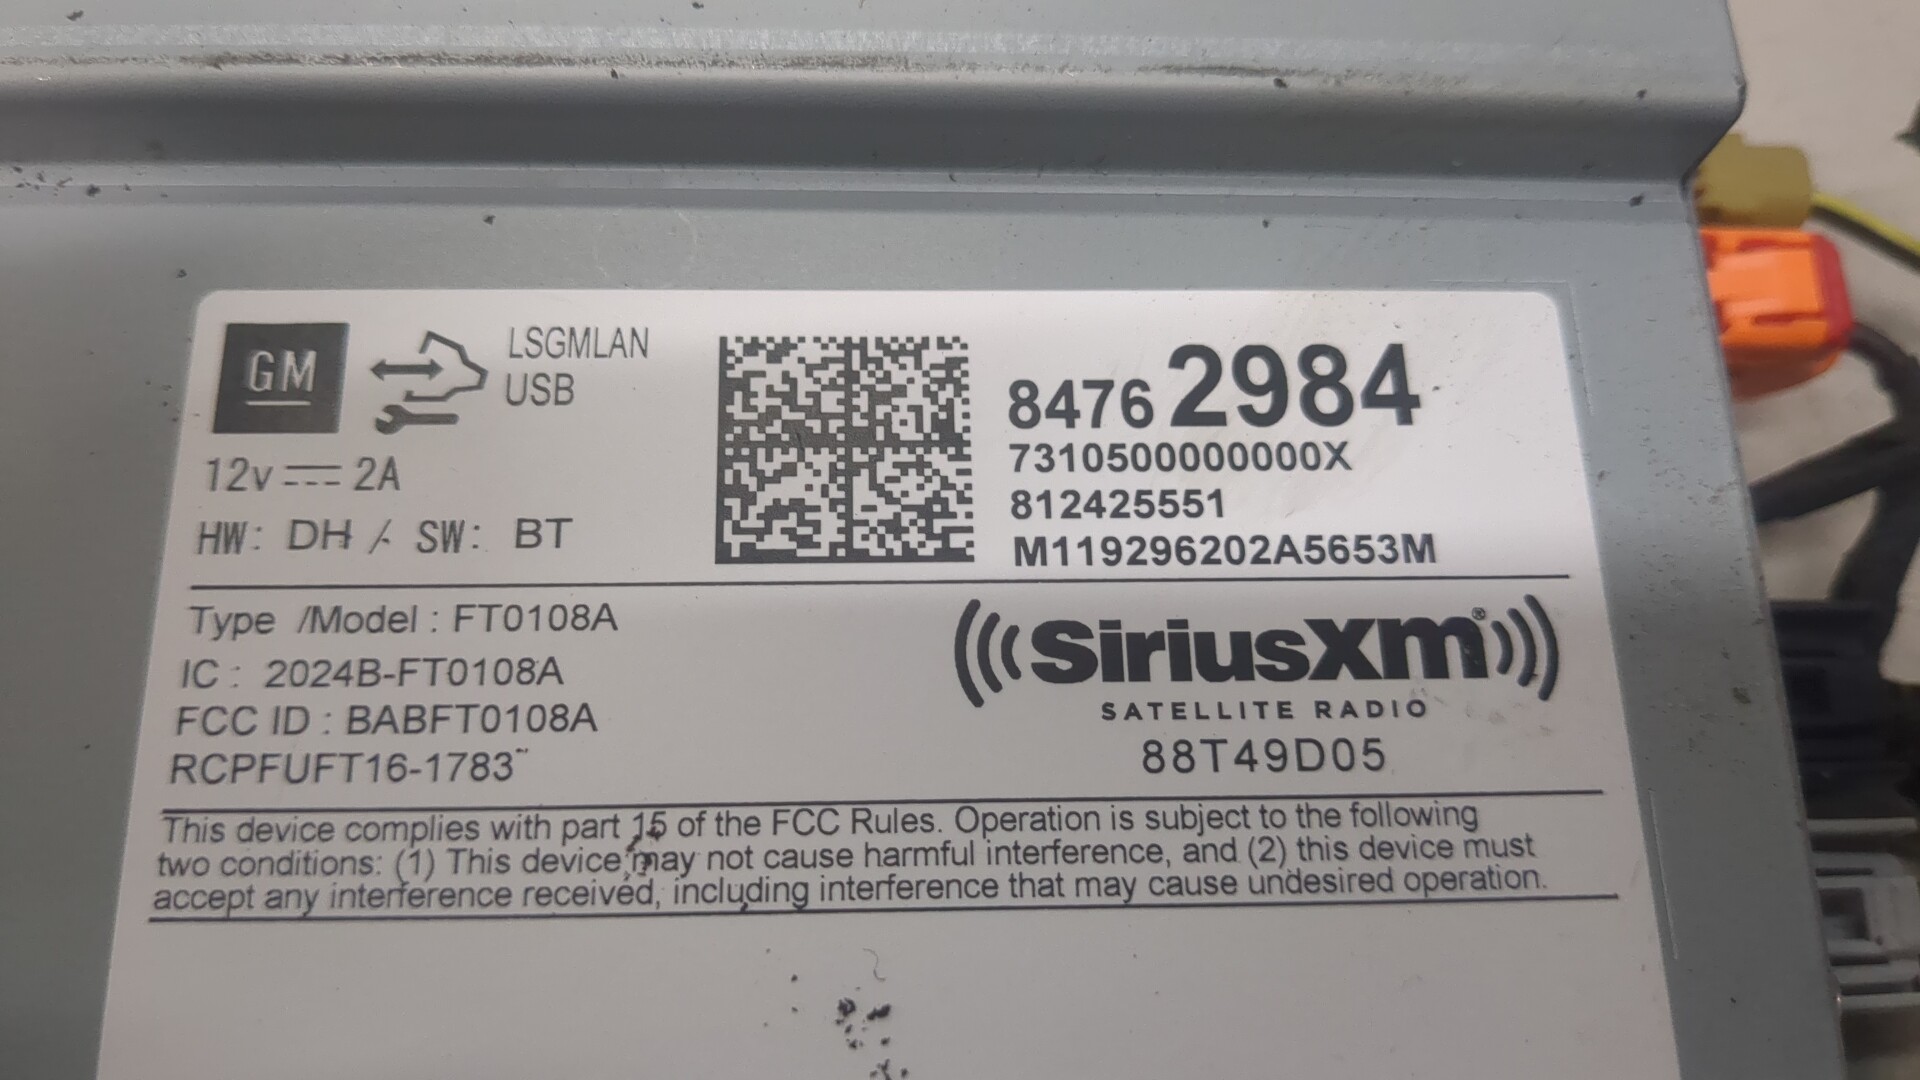 GM
LSGMLAN
USB
12v 2A
HW: DH / SW: BT
84762984
7310500000000X
812425551
M119296202A5653M
Type /Model : FT0108A
IC : 2024B-FT0108A
FCC ID : BABFT0108A
RCPFUFT16-1783
SiriusXm®
SATELLITE RADIO
88T49D05
This device complies with part 15 of the FCC Rules. Operation is subject to the following
two conditions: (1) This device may not cause harmful interference, and (2) this device must
accept any interference received, including interference that may cause undesired operation.